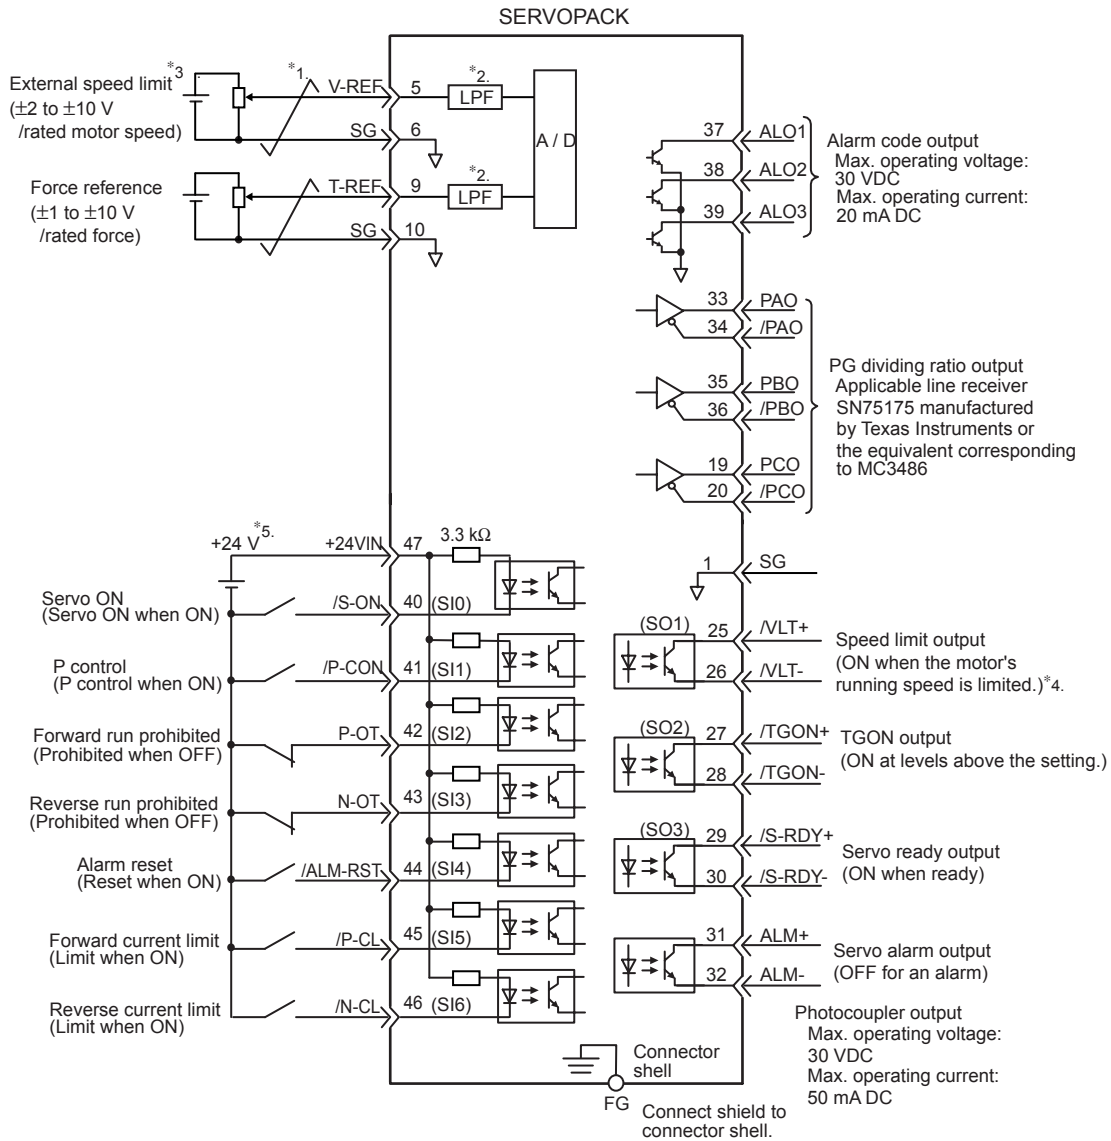 SERVOPACK
External speed limit*3.
(±2 to ±10 V
/rated motor speed)
*1.
V-REF
5
*2.
LPF
SG
6
A / D
Force reference
(±1 to ±10 V
/rated force)
T-REF
9
*2.
LPF
SG
10
37
ALO1
38
ALO2
39
ALO3
Alarm code output
Max. operating voltage:
30 VDC
Max. operating current:
20 mA DC
33
PAO
34
/PAO
35
PBO
36
/PBO
19
PCO
20
/PCO
PG dividing ratio output
Applicable line receiver
SN75175 manufactured
by Texas Instruments or
the equivalent corresponding
to MC3486
+24 V*5.
+24VIN
47
3.3 kΩ
Servo ON
(Servo ON when ON)
/S-ON
40
(SI0)
P control
(P control when ON)
/P-CON
41
(SI1)
Forward run prohibited
(Prohibited when OFF)
P-OT
42
(SI2)
Reverse run prohibited
(Prohibited when OFF)
N-OT
43
(SI3)
Alarm reset
(Reset when ON)
/ALM-RST
44
(SI4)
Forward current limit
(Limit when ON)
/P-CL
45
(SI5)
Reverse current limit
(Limit when ON)
/N-CL
46
(SI6)
1
SG
(SO1)
25
/VLT+
26
/VLT-
Speed limit output
(ON when the motor's
running speed is limited.)*4.
(SO2)
27
/TGON+
28
/TGON-
TGON output
(ON at levels above the setting.)
(SO3)
29
/S-RDY+
30
/S-RDY-
Servo ready output
(ON when ready)
31
ALM+
32
ALM-
Servo alarm output
(OFF for an alarm)
Photocoupler output
Max. operating voltage:
30 VDC
Max. operating current:
50 mA DC
Connector
shell
FG
Connect shield to
connector shell.